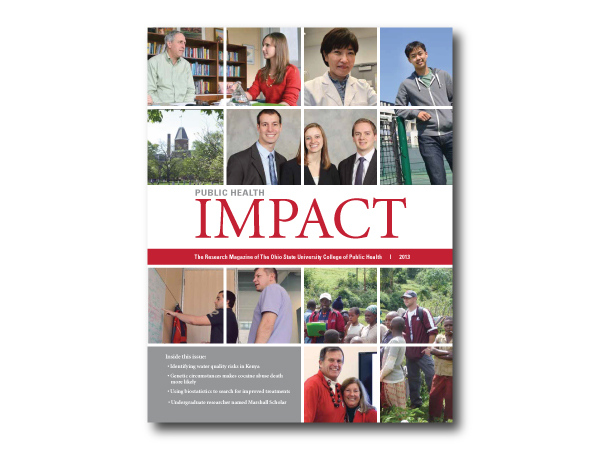 PUBLIC HEALTH
IMPACT
The Research Magazine of The Ohio State University College of Public Health | 2013
Inside this issue:
• Identifying water quality risks in Kenya
• Genetic circumstances makes cocaine abuse death
more likely
• Using biostatistics to search for improved treatments
• Undergraduate researcher named Marshall Scholar